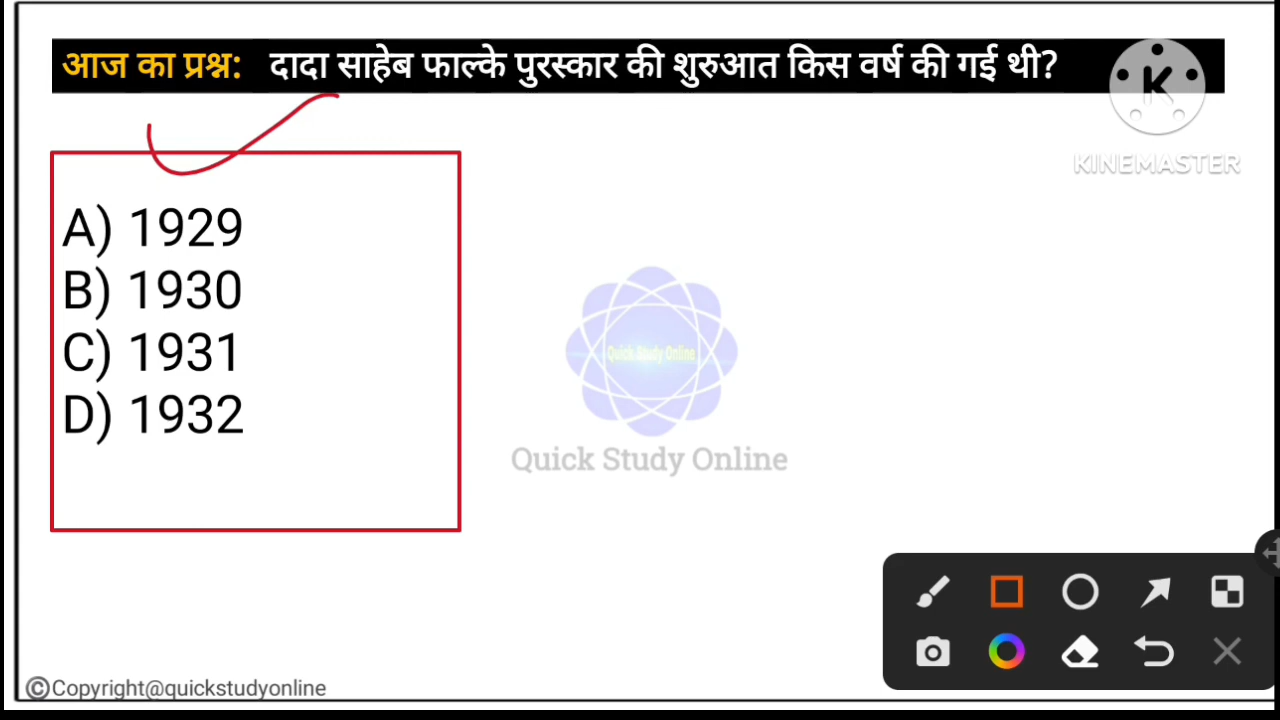 आज का प्रश्न: दादा साहेब फाल्के पुरस्कार की शुरुआत किस वर्ष की गई थी?
K
KINEMASTER
A) 1929
B) 1930
C) 1931
D) 1932
Quick Study Online
Quick Study Online
©Copyright@quickstudyonline